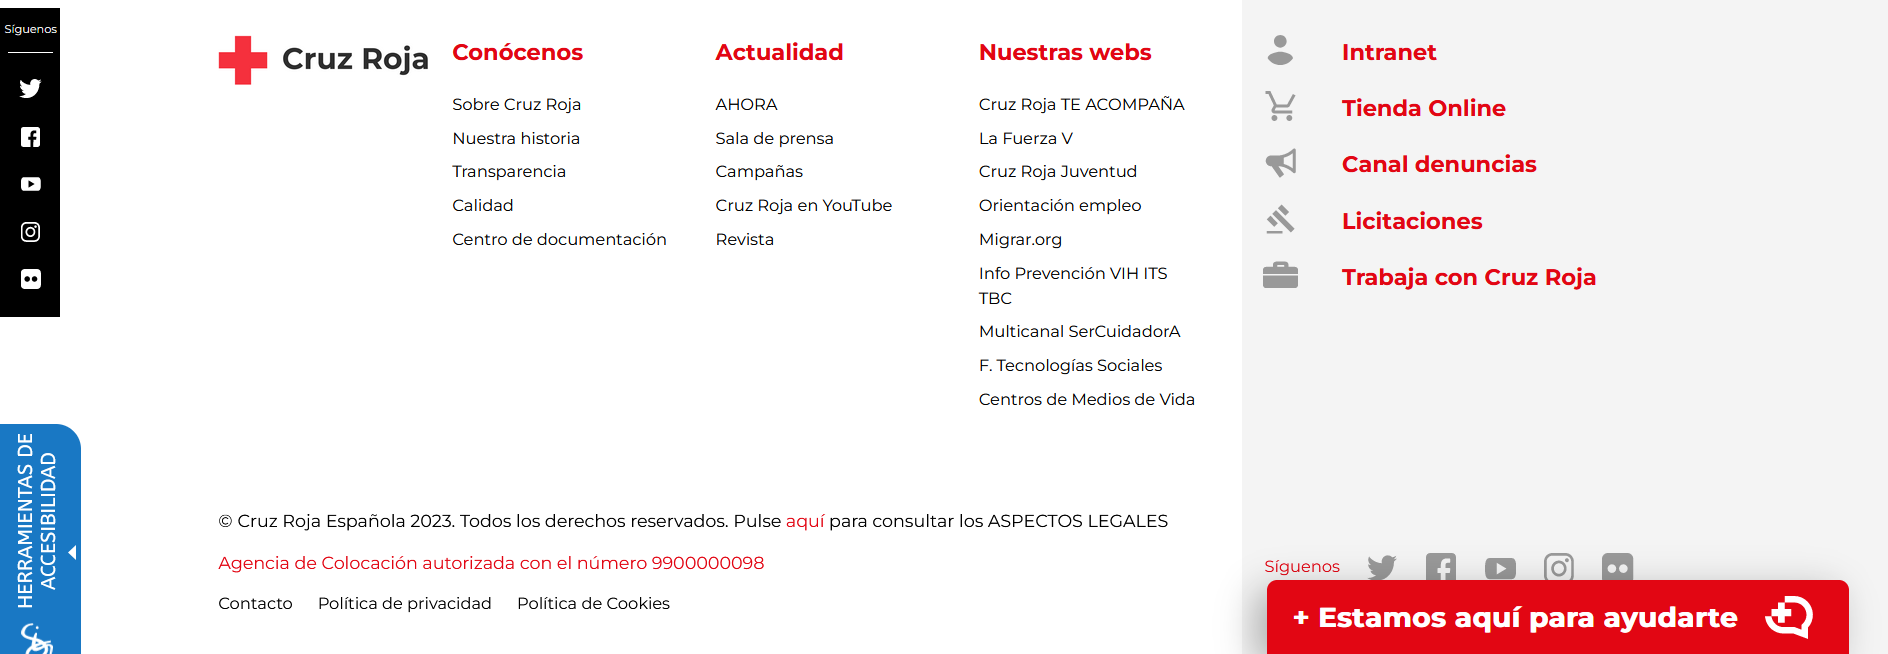 Síguenos
HERRAMIENTAS DE
ACCESIBILIDAD
Cruz Roja
Conócenos
Sobre Cruz Roja
Nuestra historia
Transparencia
Calidad
Centro de documentación
Actualidad
AHORA
Sala de prensa
Campañas
Cruz Roja en YouTube
Revista
Nuestras webs
Cruz Roja TE ACOMPAÑA
La Fuerza V
Cruz Roja Juventud
Orientación empleo
Migrar.org
Info Prevención VIH ITS
TBC
Multicanal SerCuidadorA
F. Tecnologías Sociales
Centros de Medios de Vida
Intranet
Tienda Online
Canal denuncias
Licitaciones
Trabaja con Cruz Roja
© Cruz Roja Española 2023. Todos los derechos reservados. Pulse aquí para consultar los ASPECTOS LEGALES
Agencia de Colocación autorizada con el número 9900000098
Contacto Política de privacidad Política de Cookies
Síguenos
+ Estamos aquí para ayudarte